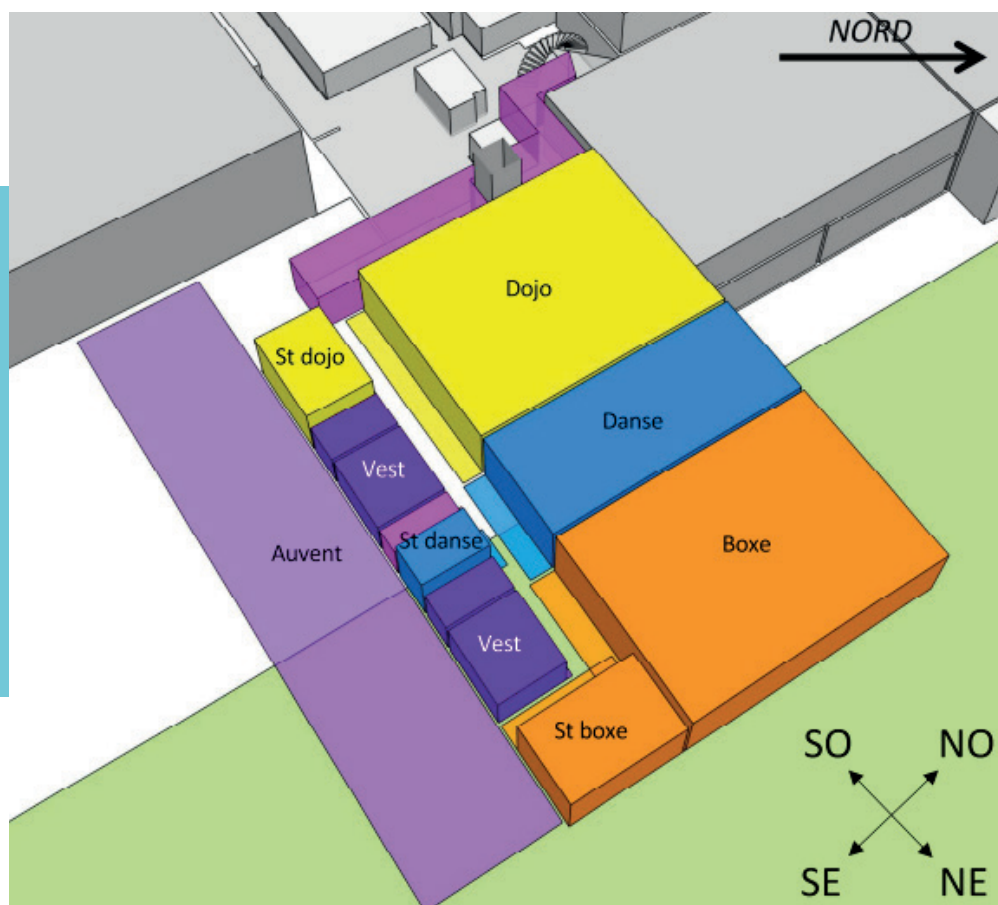 NORD
Dojo
St dojo
Danse
Vest
St danse
Auvent
Boxe
Vest
St boxe
SO NO
SE NE